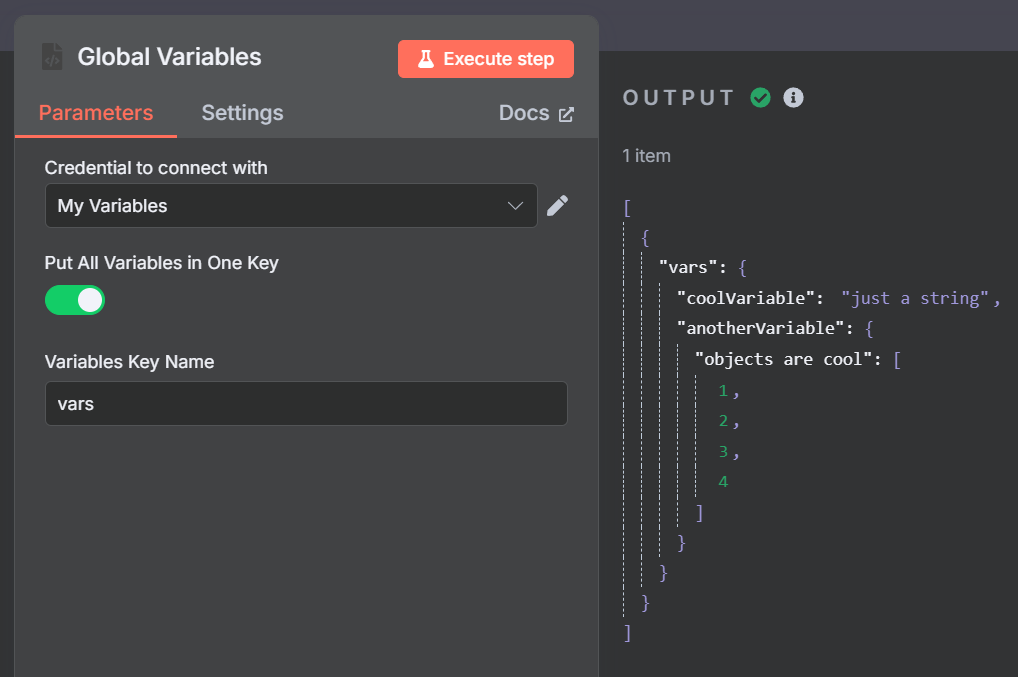 Global Variables
Execute step
Parameters
Settings
Docs
Credential to connect with
My Variables
Put All Variables in One Key
Variables Key Name
vars
OUTPUT
1 item
[
{
"vars": {
"coolVariable": "just a string",
"anotherVariable": {
"objects are cool": [
1,
2,
3,
4
]
}
}
}
]